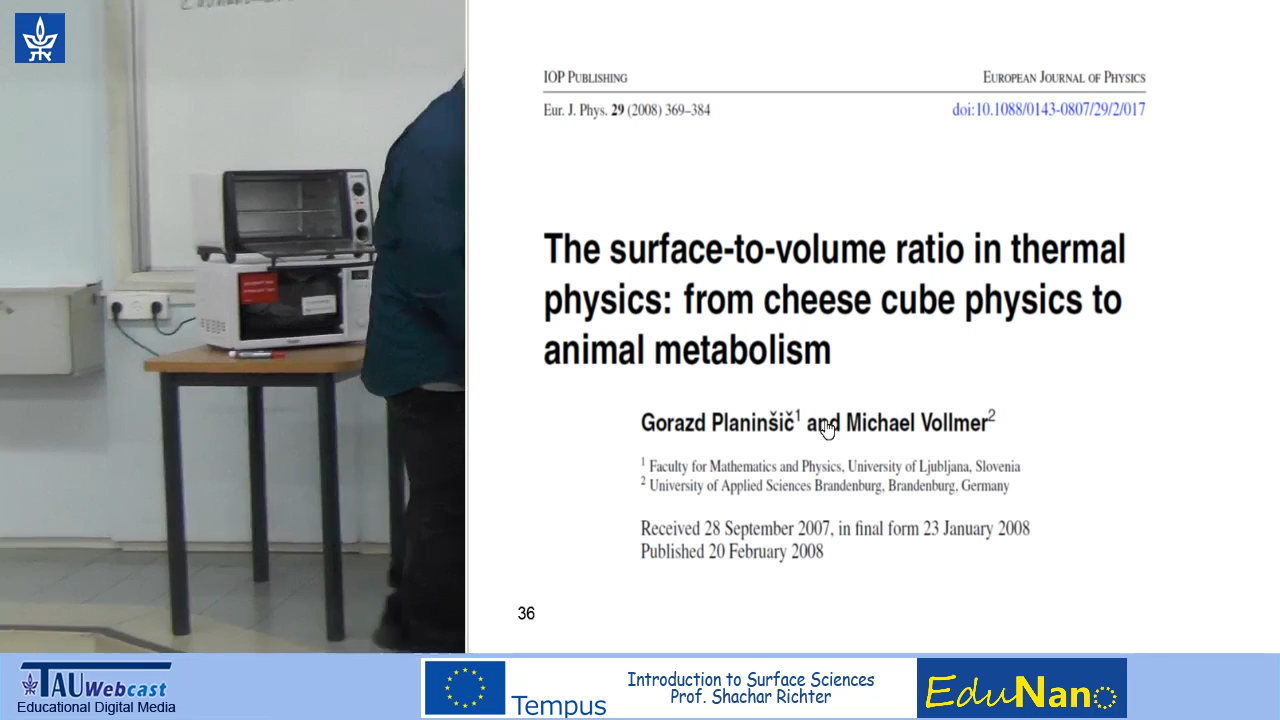 IOP PUBLISHING
EUROPEAN JOURNAL OF PHYSICS
Eur. J. Phys. 29 (2008) 369–384
doi:10.1088/0143-0807/29/2/017
The surface-to-volume ratio in thermal
physics: from cheese cube physics to
animal metabolism
Gorazd Planinšič1 and Michael Vollmer2
1 Faculty for Mathematics and Physics, University of Ljubljana, Slovenia
2 University of Applied Sciences Brandenburg, Brandenburg, Germany
Received 28 September 2007, in final form 23 January 2008
Published 20 February 2008
36
TAU Webcast
Educational Digital Media
Tempus
Introduction to Surface Sciences
Prof. Shachar Richter
EduNano